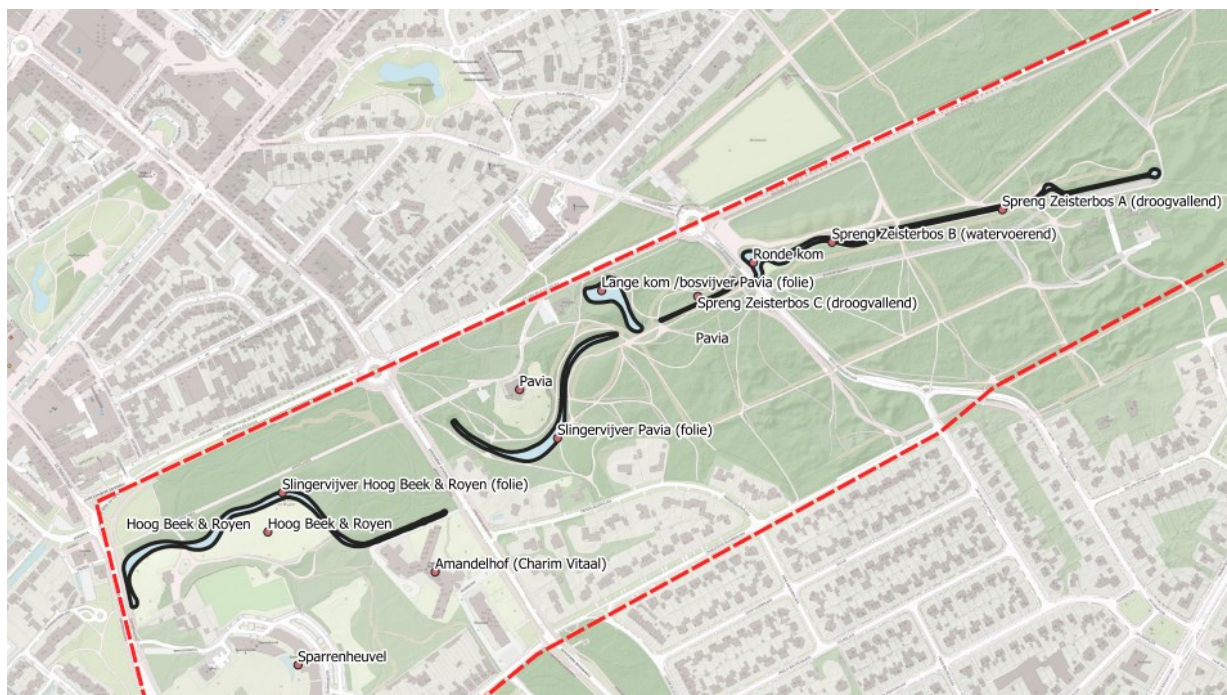 Spreng Zeisterbos A (droogvallend)
Spreng Zeisterbos B (watervoerend)
Ronde kom
Lange kom /bosvijver Pavia (folie)
Spreng Zeisterbos C (droogvallend)
Pavia
Pavia
Slingervijver Pavia (folie)
Slingervijver Hoog Beek & Royen (folie)
Hoog Beek & Royen
Hoog Beek & Royen
Amandelhof (Charim Vitaal)
Sparrenheuvel